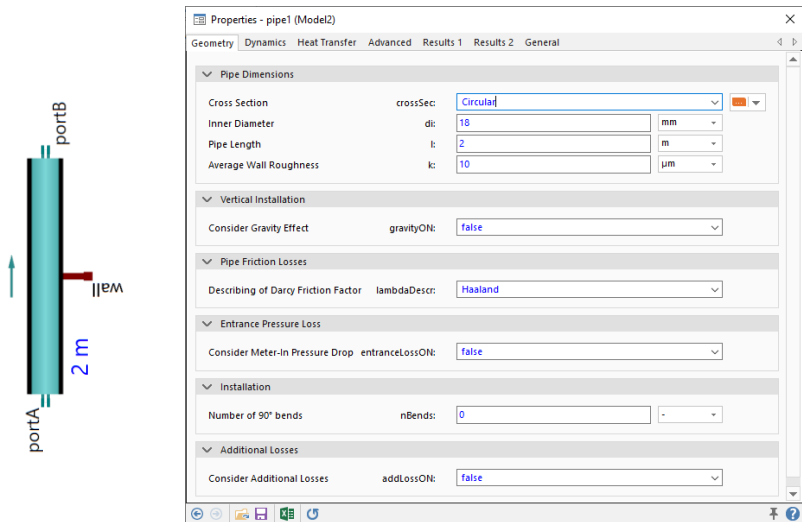 portB
wall
2 m
portA
Properties - pipe1 (Model2)
Geometry Dynamics Heat Transfer Advanced Results 1 Results 2 General
Pipe Dimensions
Cross Section crossSec: Circular
Inner Diameter di: 18 mm
Pipe Length l: 2 m
Average Wall Roughness k: 10 µm
Vertical Installation
Consider Gravity Effect gravityON: false
Pipe Friction Losses
Describing of Darcy Friction Factor lambdaDescr: Haaland
Entrance Pressure Loss
Consider Meter-In Pressure Drop entranceLossON: false
Installation
Number of 90° bends nBends: 0 -
Additional Losses
Consider Additional Losses addLossON: false